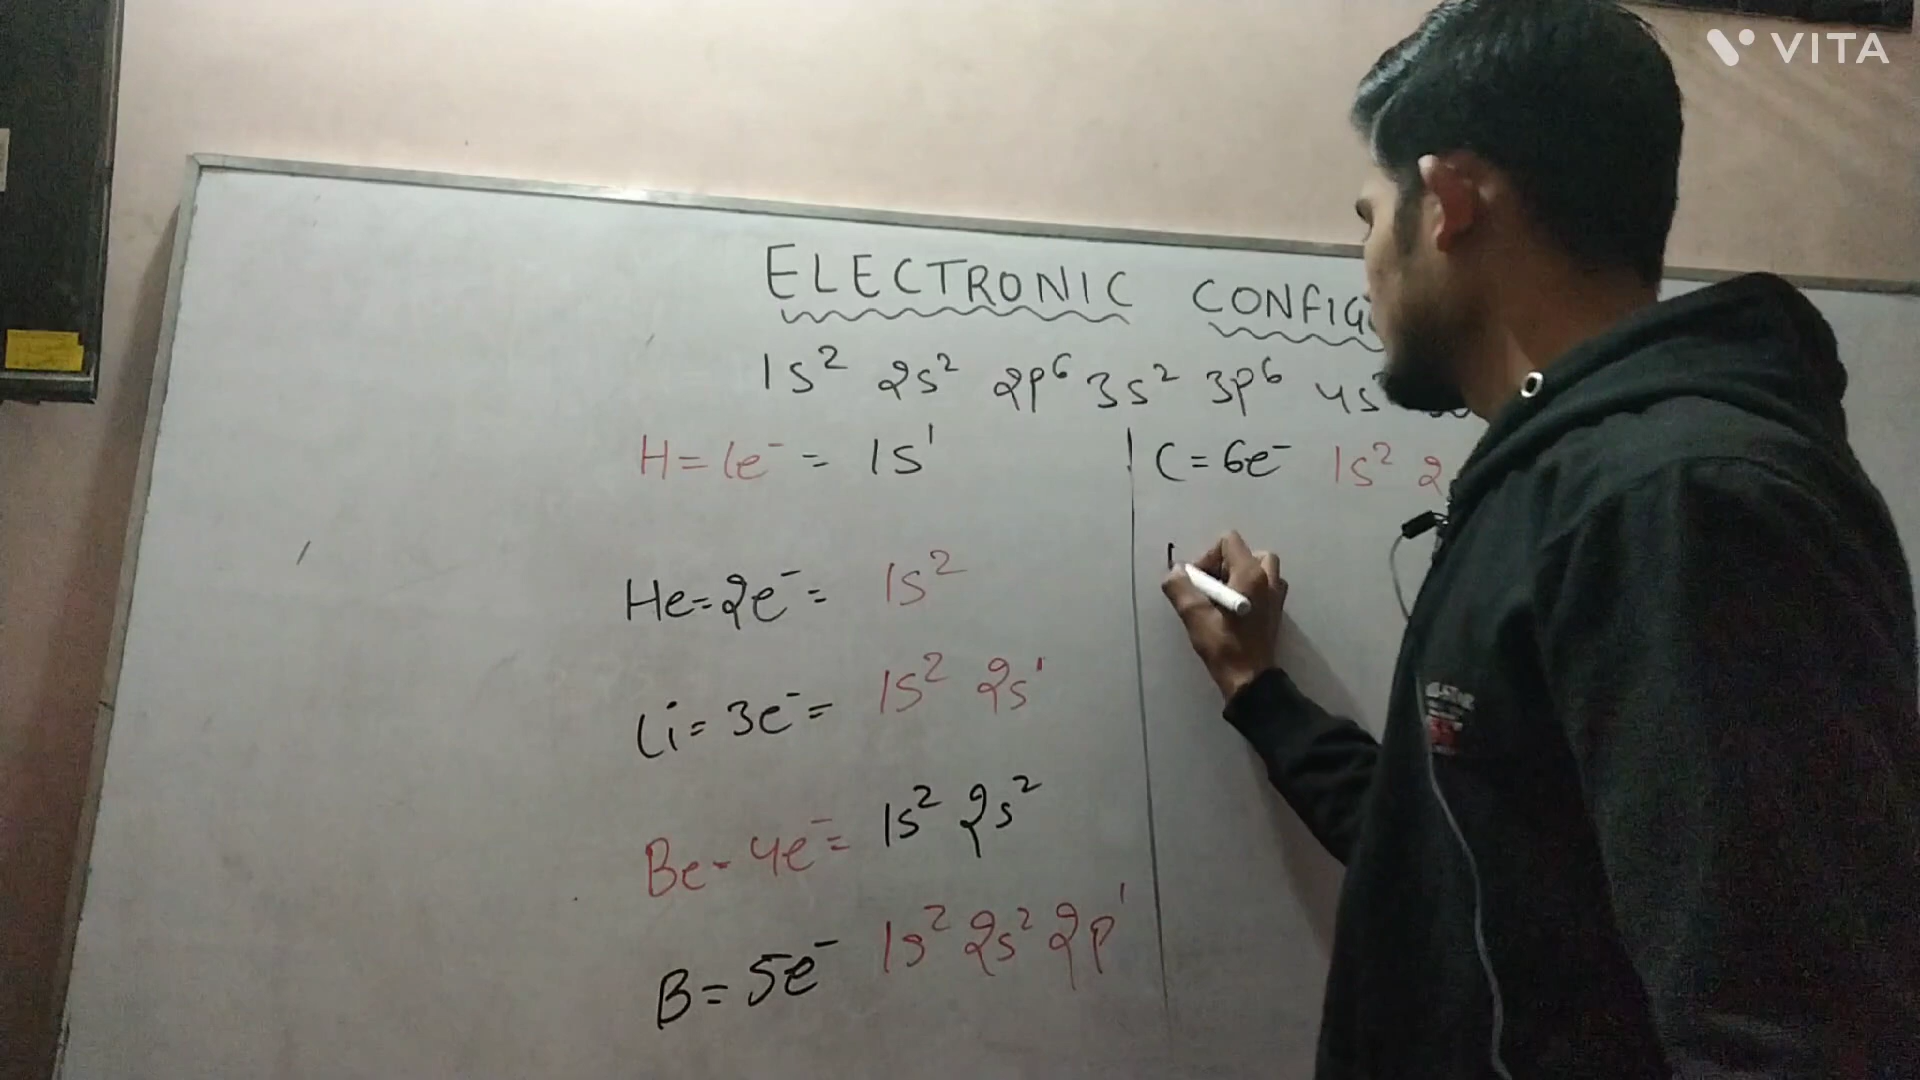 VITA
ELECTRONIC CONFIG
1s² 2s² 2p⁶ 3s² 3p⁶ 4s²
H = 1e⁻ = 1s¹
He = 2e⁻ = 1s²
Li = 3e⁻ = 1s² 2s¹
Be - 4e⁻ = 1s² 2s²
B = 5e⁻ 1s² 2s² 2p¹
C = 6e⁻ 1s² 2